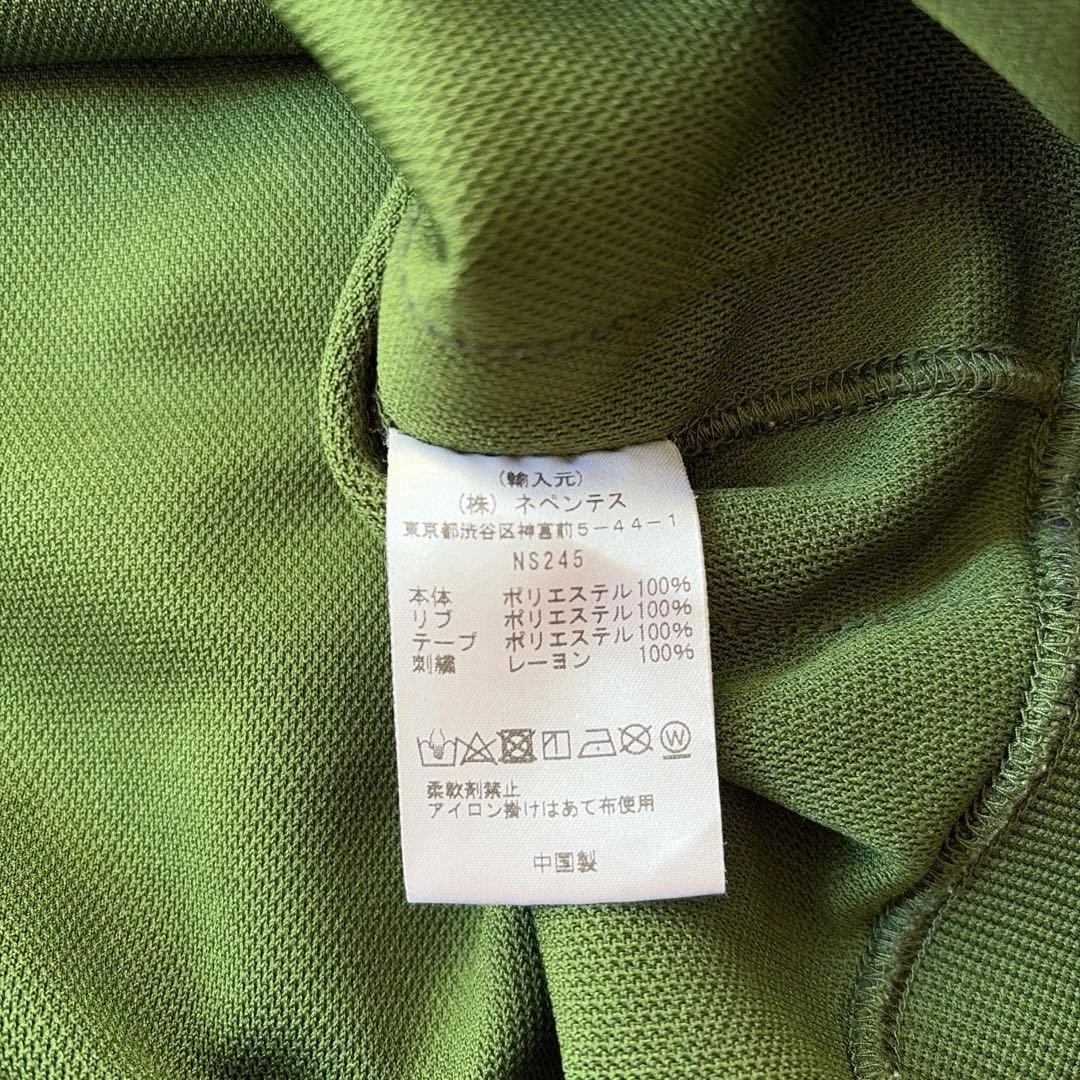 (輸入元)
(株) ネペンテス
東京都渋谷区神宮前5-44-1
NS245
本体 ポリエステル100%
リブ ポリエステル100%
テープ ポリエステル100%
刺繍 レーヨン 100%
W
柔軟剤禁止
アイロン掛けはあて布使用
中国製